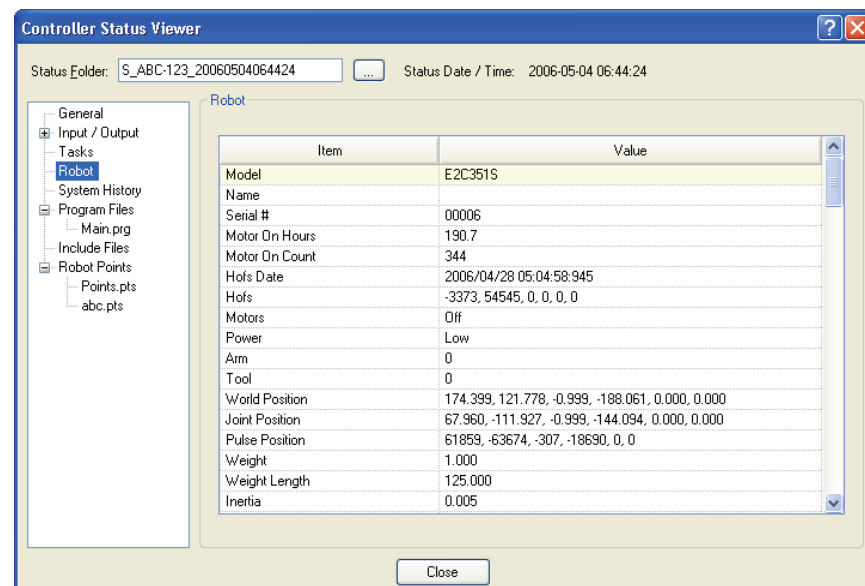 Controller Status Viewer
Status Folder: S_ABC-123_20060504064424 ... Status Date / Time: 2006-05-04 06:44:24
General
Input / Output
Tasks
Robot
System History
Program Files
Main.prg
Include Files
Robot Points
Points.pts
abc.pts
Robot
Item Value
Model E2C351S
Name
Serial # 00006
Motor On Hours 190.7
Motor On Count 344
Hofs Date 2006/04/28 05:04:58:945
Hofs -3373, 54545, 0, 0, 0, 0
Motors Off
Power Low
Arm 0
Tool 0
World Position 174.399, 121.778, -0.999, -188.061, 0.000, 0.000
Joint Position 67.960, -111.927, -0.999, -144.094, 0.000, 0.000
Pulse Position 61859, -63674, -307, -18690, 0, 0
Weight 1.000
Weight Length 125.000
Inertia 0.005
Close